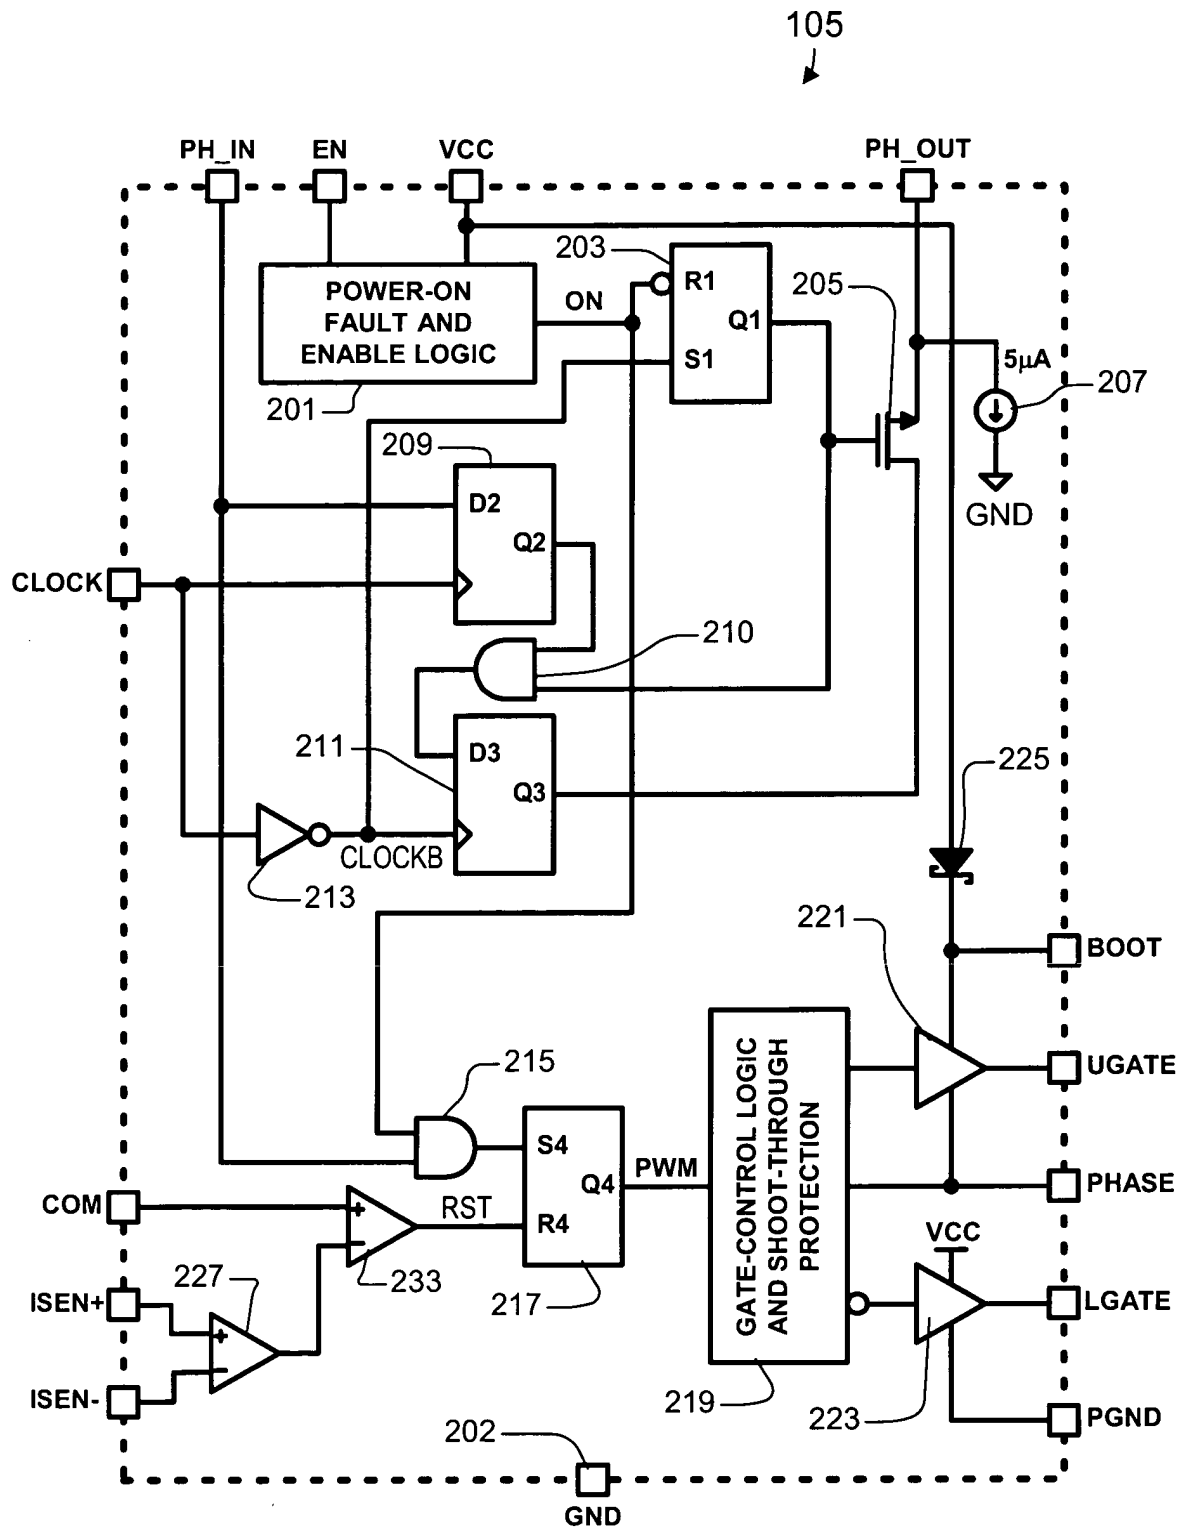 105
PH_IN
EN
VCC
PH_OUT
203
R1
Q1
S1
205
ON
POWER-ON
FAULT AND
ENABLE LOGIC
201
5µA
207
GND
209
D2
Q2
CLOCK
210
211
D3
Q3
225
CLOCKB
213
221
BOOT
215
UGATE
S4
Q4
R4
PWM
GATE-CONTROL LOGIC
AND SHOOT-THROUGH
PROTECTION
PHASE
COM
+
−
RST
233
217
VCC
227
ISEN+
+
−
LGATE
ISEN-
219
223
PGND
202
GND